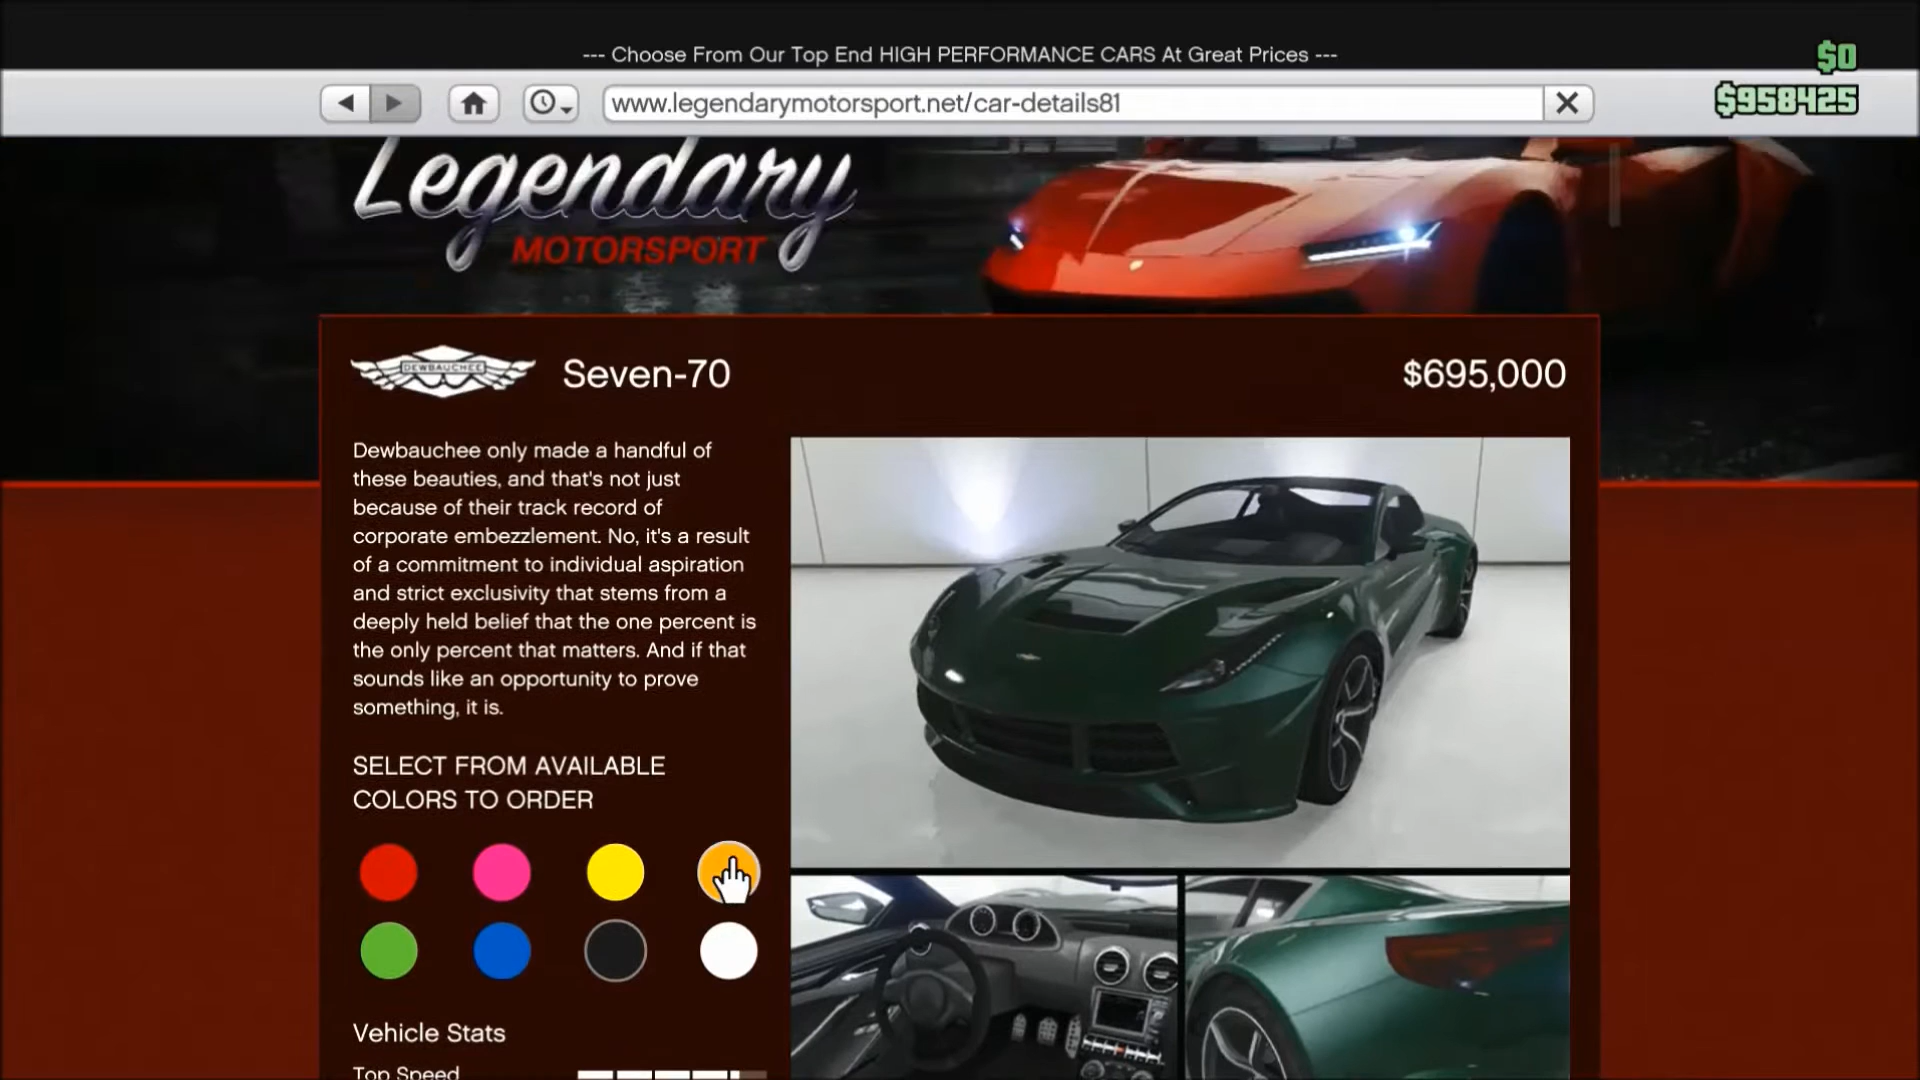 --- Choose From Our Top End HIGH PERFORMANCE CARS At Great Prices ---
$0
www.legendarymotorsport.net/car-details81
$958425
Legendary
MOTORSPORT
DEWBAUCHEE
Seven-70
$695,000
Dewbauchee only made a handful of
these beauties, and that's not just
because of their track record of
corporate embezzlement. No, it's a result
of a commitment to individual aspiration
and strict exclusivity that stems from a
deeply held belief that the one percent is
the only percent that matters. And if that
sounds like an opportunity to prove
something, it is.
SELECT FROM AVAILABLE
COLORS TO ORDER
Vehicle Stats
Top Speed